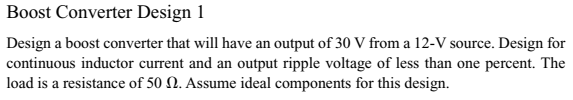 Boost Converter Design 1
Design a boost converter that will have an output of 30 V from a 12-V source. Design for
continuous inductor current and an output ripple voltage of less than one percent. The
load is a resistance of 50 Ω. Assume ideal components for this design.